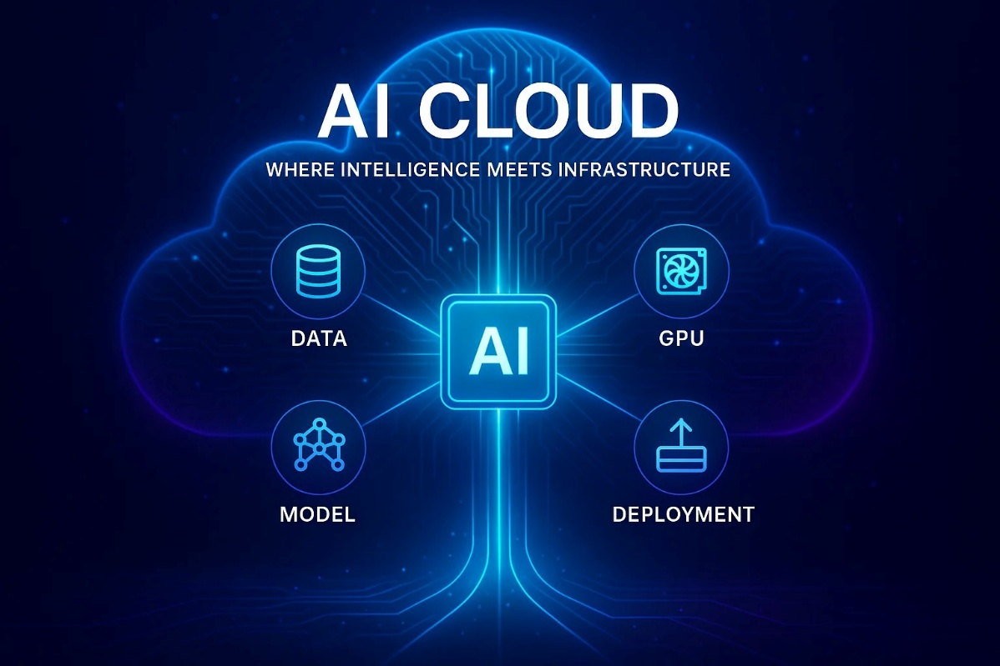 AI CLOUD
WHERE INTELLIGENCE MEETS INFRASTRUCTURE
DATA
GPU
AI
MODEL
DEPLOYMENT